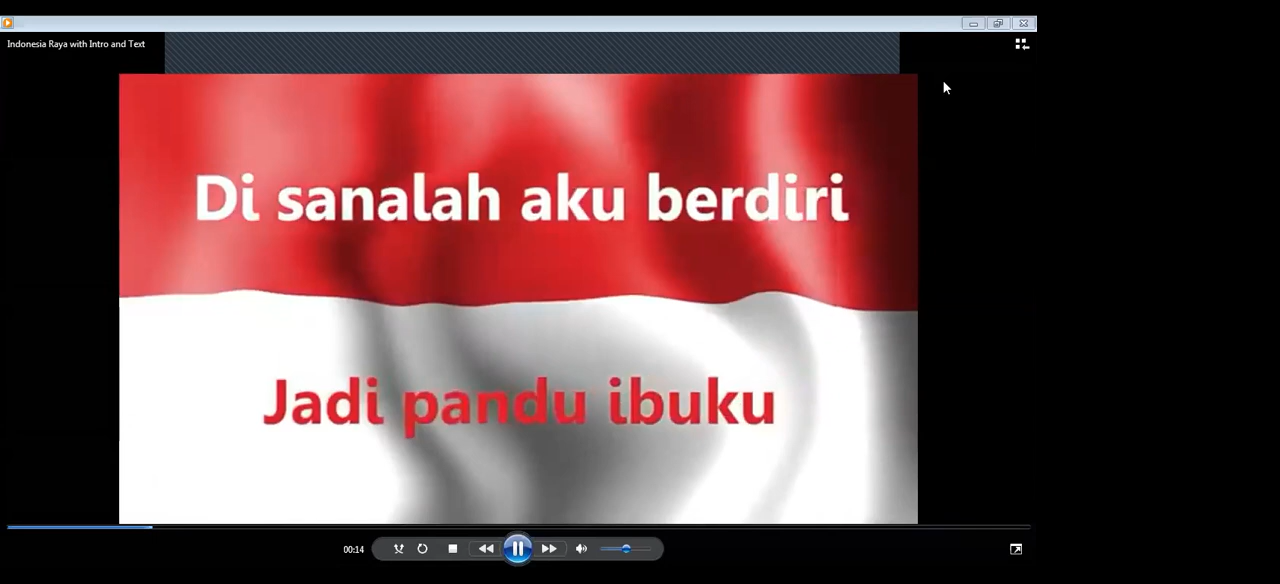 Indonesia Raya with Intro and Text
Di sanalah aku berdiri
Jadi pandu ibuku
00:14